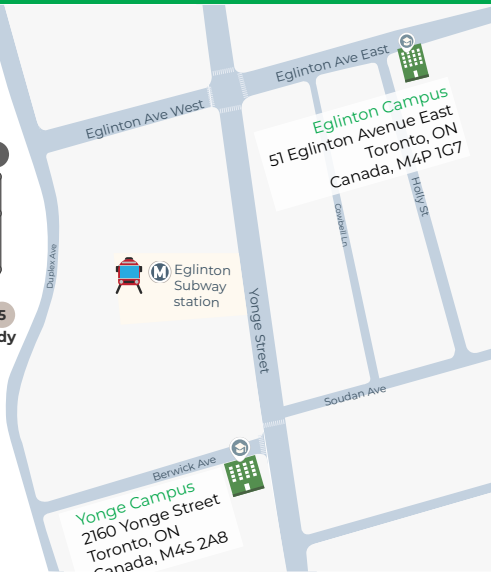 Eglinton Ave East
Eglinton Ave West
Eglinton Campus
51 Eglinton Avenue East
Toronto, ON
Canada, M4P 1G7
Holly St
Cowbell Ln
Duplex Ave
M
Eglinton
Subway
station
Yonge Street
5
dy
Soudan Ave
Berwick Ave
Yonge Campus
2160 Yonge Street
Toronto, ON
Canada, M4S 2A8